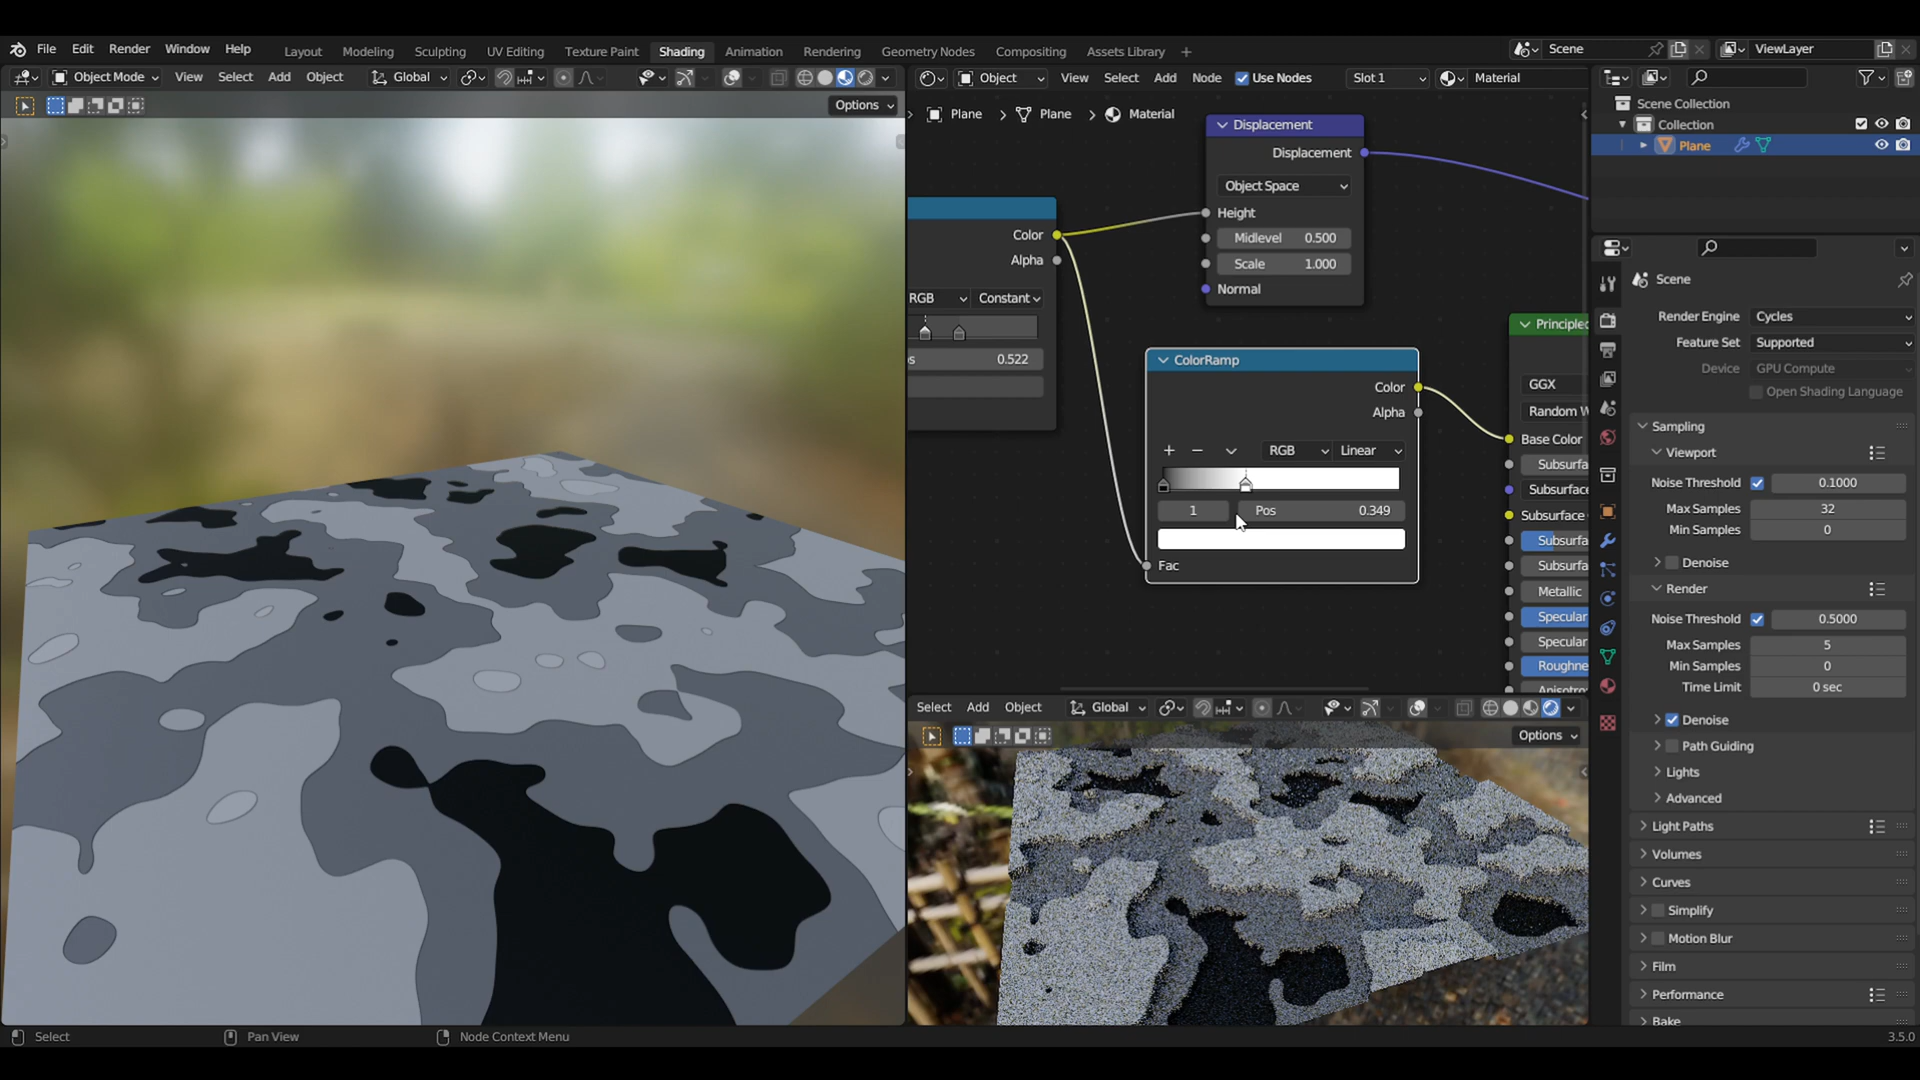 File Edit Render Window Help Layout Modeling Sculpting UV Editing Texture Paint Shading Animation Rendering Geometry Nodes Compositing Assets Library + Scene ViewLayer
Object Mode View Select Add Object Global
Options
Object View Select Add Node Use Nodes Slot 1 Material
Plane > Plane > Material
Displacement
Displacement
Object Space
Height
Midlevel 0.500
Scale 1.000
Normal
Color
Alpha
RGB Constant
s 0.522
ColorRamp
Color
Alpha
+ − RGB Linear
1 Pos 0.349
Fac
Principled
GGX
Random W
Base Color
Subsurfa
Subsurface
Subsurface
Subsurfa
Subsurfa
Metallic
Specular
Specular
Roughne
Anisotro
Select Add Object Global
Options
Scene Collection
Collection
Plane
Scene
Render Engine Cycles
Feature Set Supported
Device GPU Compute
Open Shading Language
Sampling
Viewport
Noise Threshold 0.1000
Max Samples 32
Min Samples 0
Denoise
Render
Noise Threshold 0.5000
Max Samples 5
Min Samples 0
Time Limit 0 sec
Denoise
Path Guiding
Lights
Advanced
Light Paths
Volumes
Curves
Simplify
Motion Blur
Film
Performance
Bake
Select Pan View Node Context Menu 3.5.0